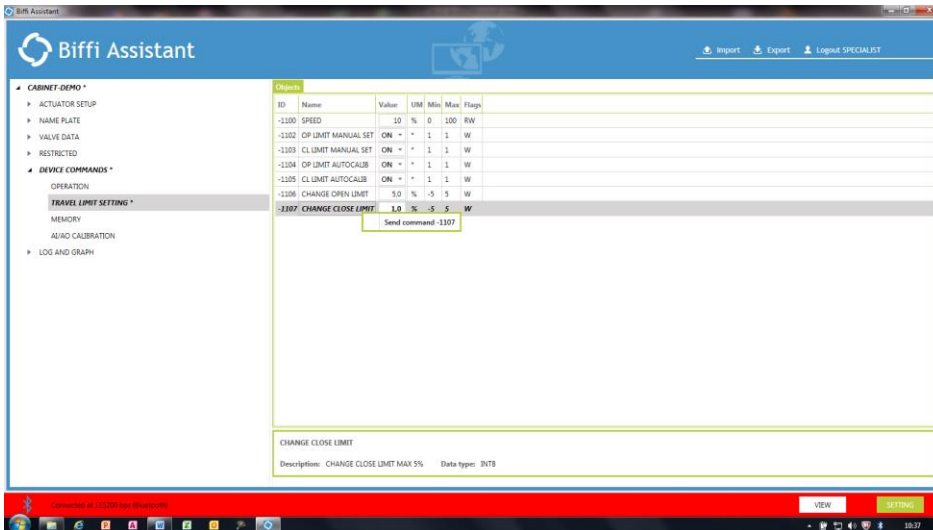 Biffi Assistant
Biffi Assistant
Import Export Logout SPECIALIST
CABINET-DEMO *
ACTUATOR SETUP
NAME PLATE
VALVE DATA
RESTRICTED
DEVICE COMMANDS *
OPERATION
TRAVEL LIMIT SETTING *
MEMORY
AI/AO CALIBRATION
LOG AND GRAPH
Objects
ID Name Value UM Min Max Flags
-1100 SPEED 10 % 0 100 RW
-1102 OP LIMIT MANUAL SET ON * 1 1 W
-1103 CL LIMIT MANUAL SET ON * 1 1 W
-1104 OP LIMIT AUTOCALIB ON * 1 1 W
-1105 CL LIMIT AUTOCALIB ON * 1 1 W
-1106 CHANGE OPEN LIMIT 5,0 % -5 5 W
-1107 CHANGE CLOSE LIMIT 1,0 % -5 5 W
Send command -1107
CHANGE CLOSE LIMIT
Description: CHANGE CLOSE LIMIT MAX 5% Data type: INT8
Connected at 115200 bps (Bluetooth)
VIEW SETTING
10:37